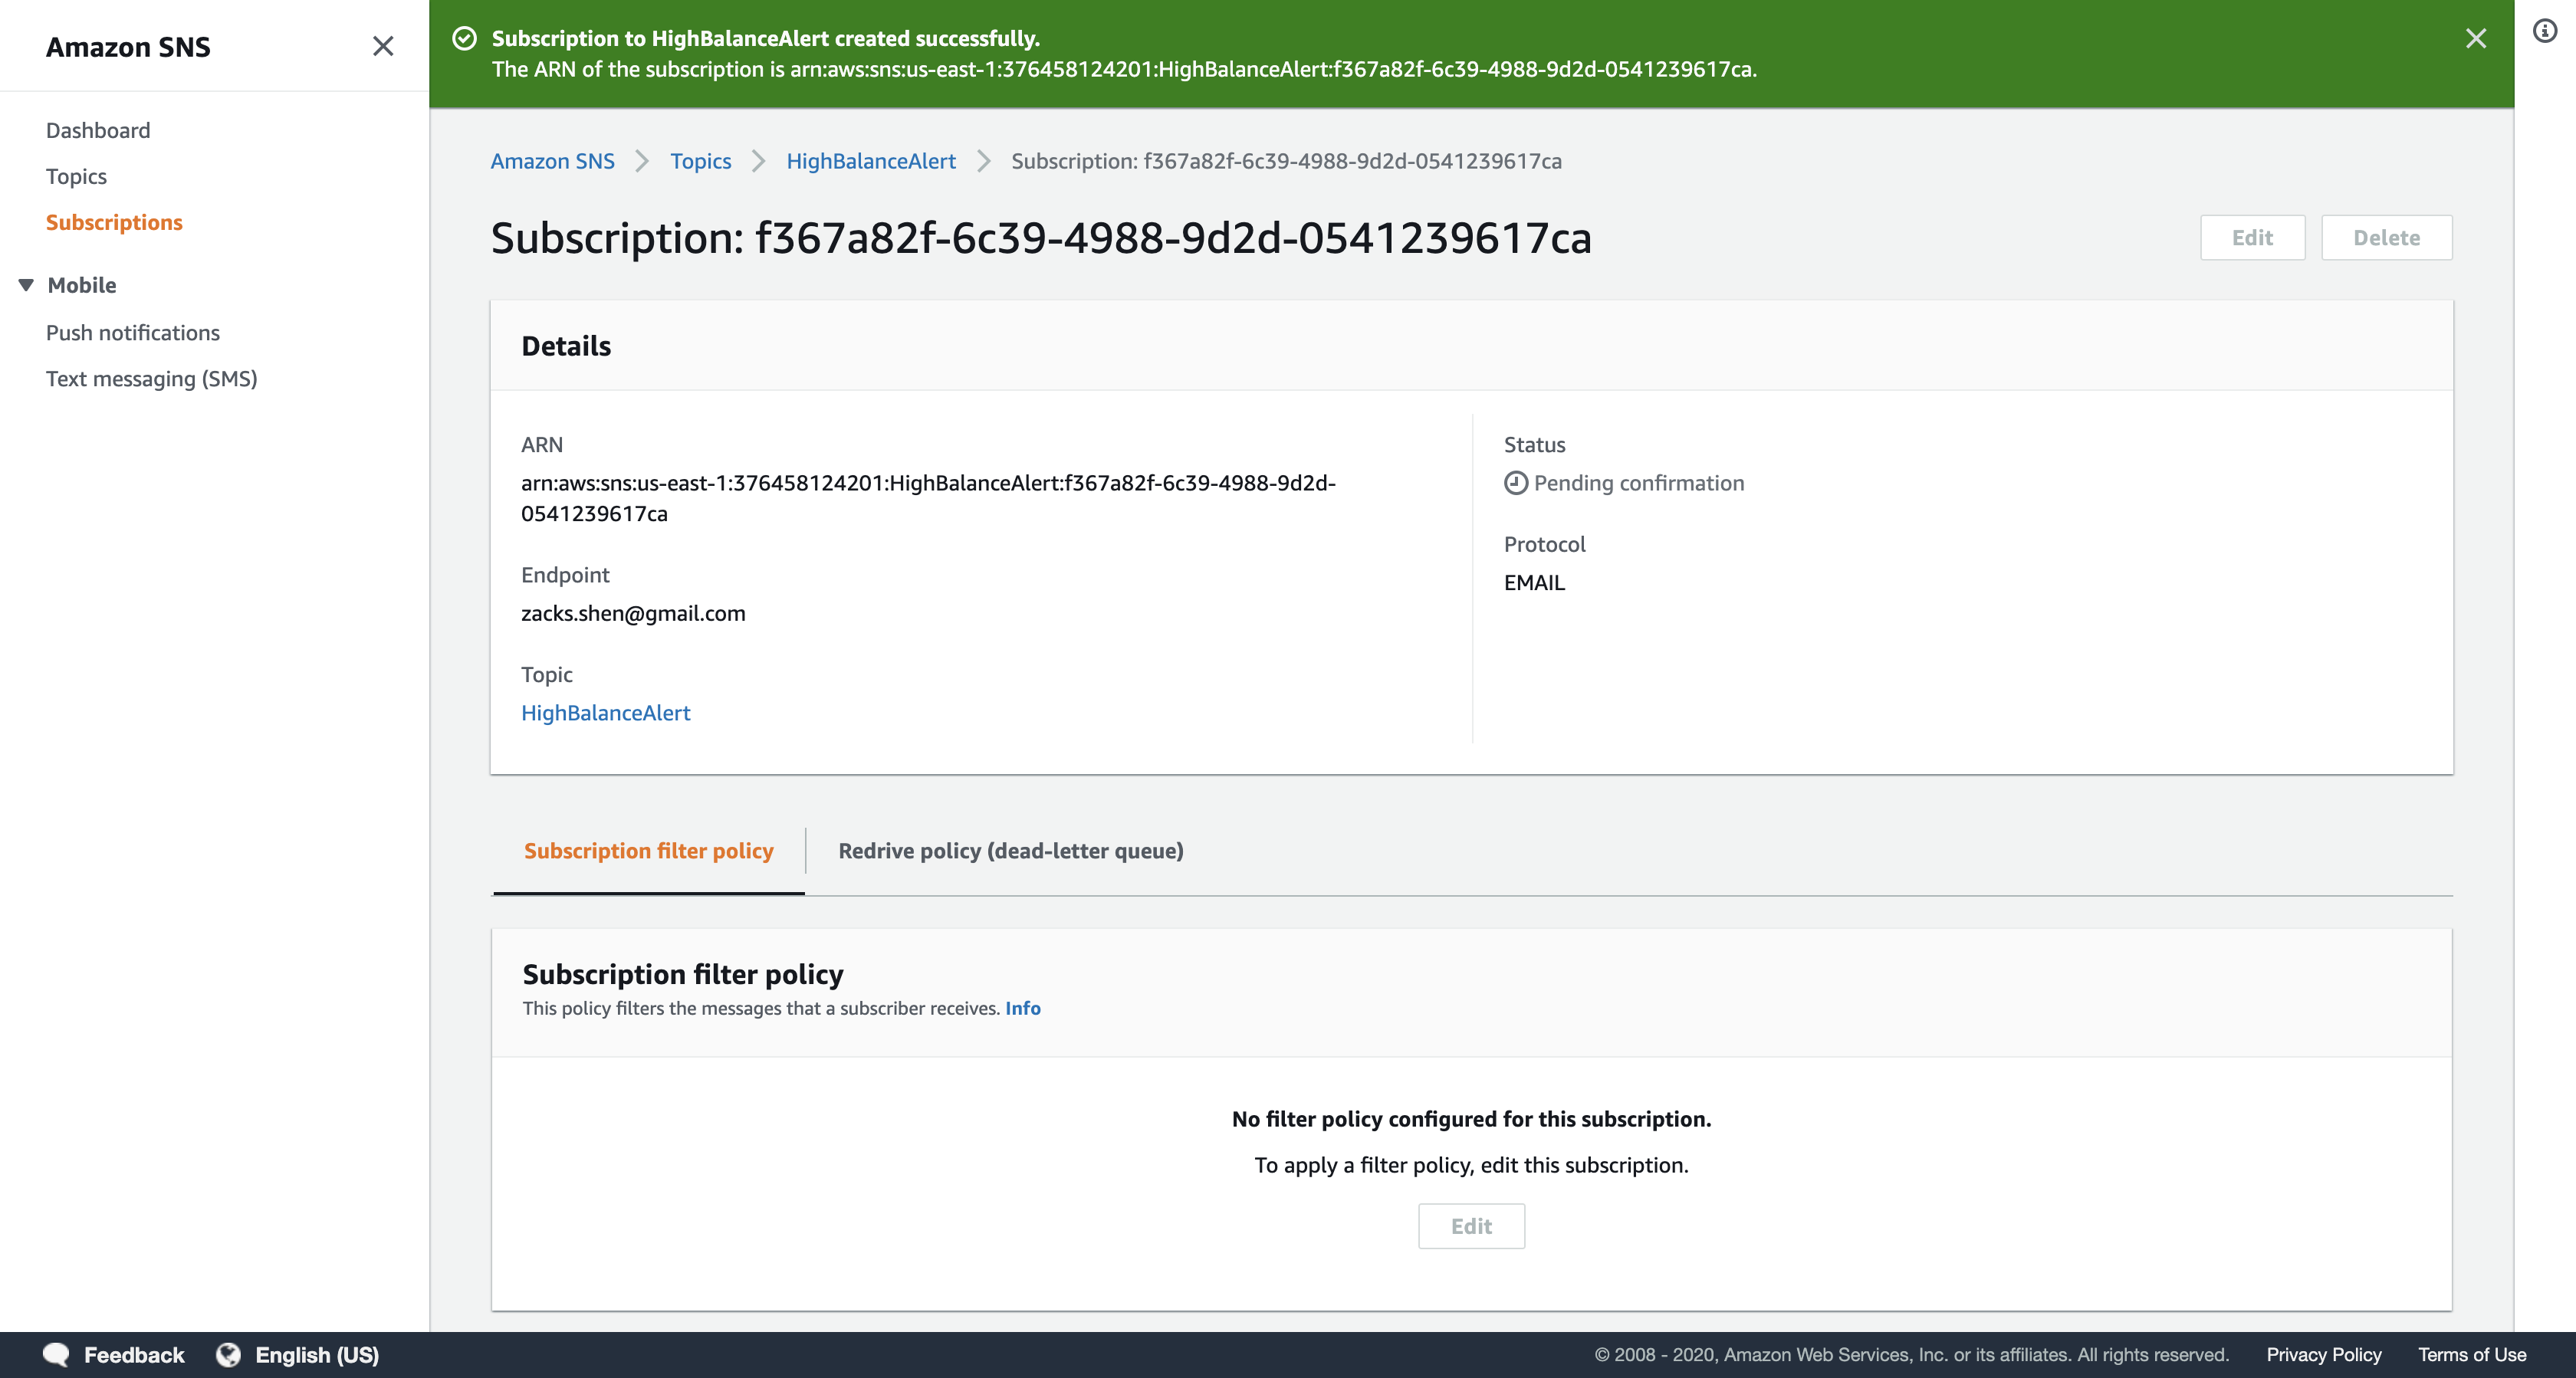 Amazon SNS
Dashboard
Topics
Subscriptions
Mobile
Push notifications
Text messaging (SMS)
Subscription to HighBalanceAlert created successfully.
The ARN of the subscription is arn:aws:sns:us-east-1:376458124201:HighBalanceAlert:f367a82f-6c39-4988-9d2d-0541239617ca.
Amazon SNS Topics HighBalanceAlert Subscription: f367a82f-6c39-4988-9d2d-0541239617ca
Subscription: f367a82f-6c39-4988-9d2d-0541239617ca
Edit Delete
Details
ARN
arn:aws:sns:us-east-1:376458124201:HighBalanceAlert:f367a82f-6c39-4988-9d2d-
0541239617ca
Endpoint
zacks.shen@gmail.com
Topic
HighBalanceAlert
Status
Pending confirmation
Protocol
EMAIL
Subscription filter policy Redrive policy (dead-letter queue)
Subscription filter policy
This policy filters the messages that a subscriber receives. Info
No filter policy configured for this subscription.
To apply a filter policy, edit this subscription.
Edit
Feedback English (US) © 2008 - 2020, Amazon Web Services, Inc. or its affiliates. All rights reserved. Privacy Policy Terms of Use